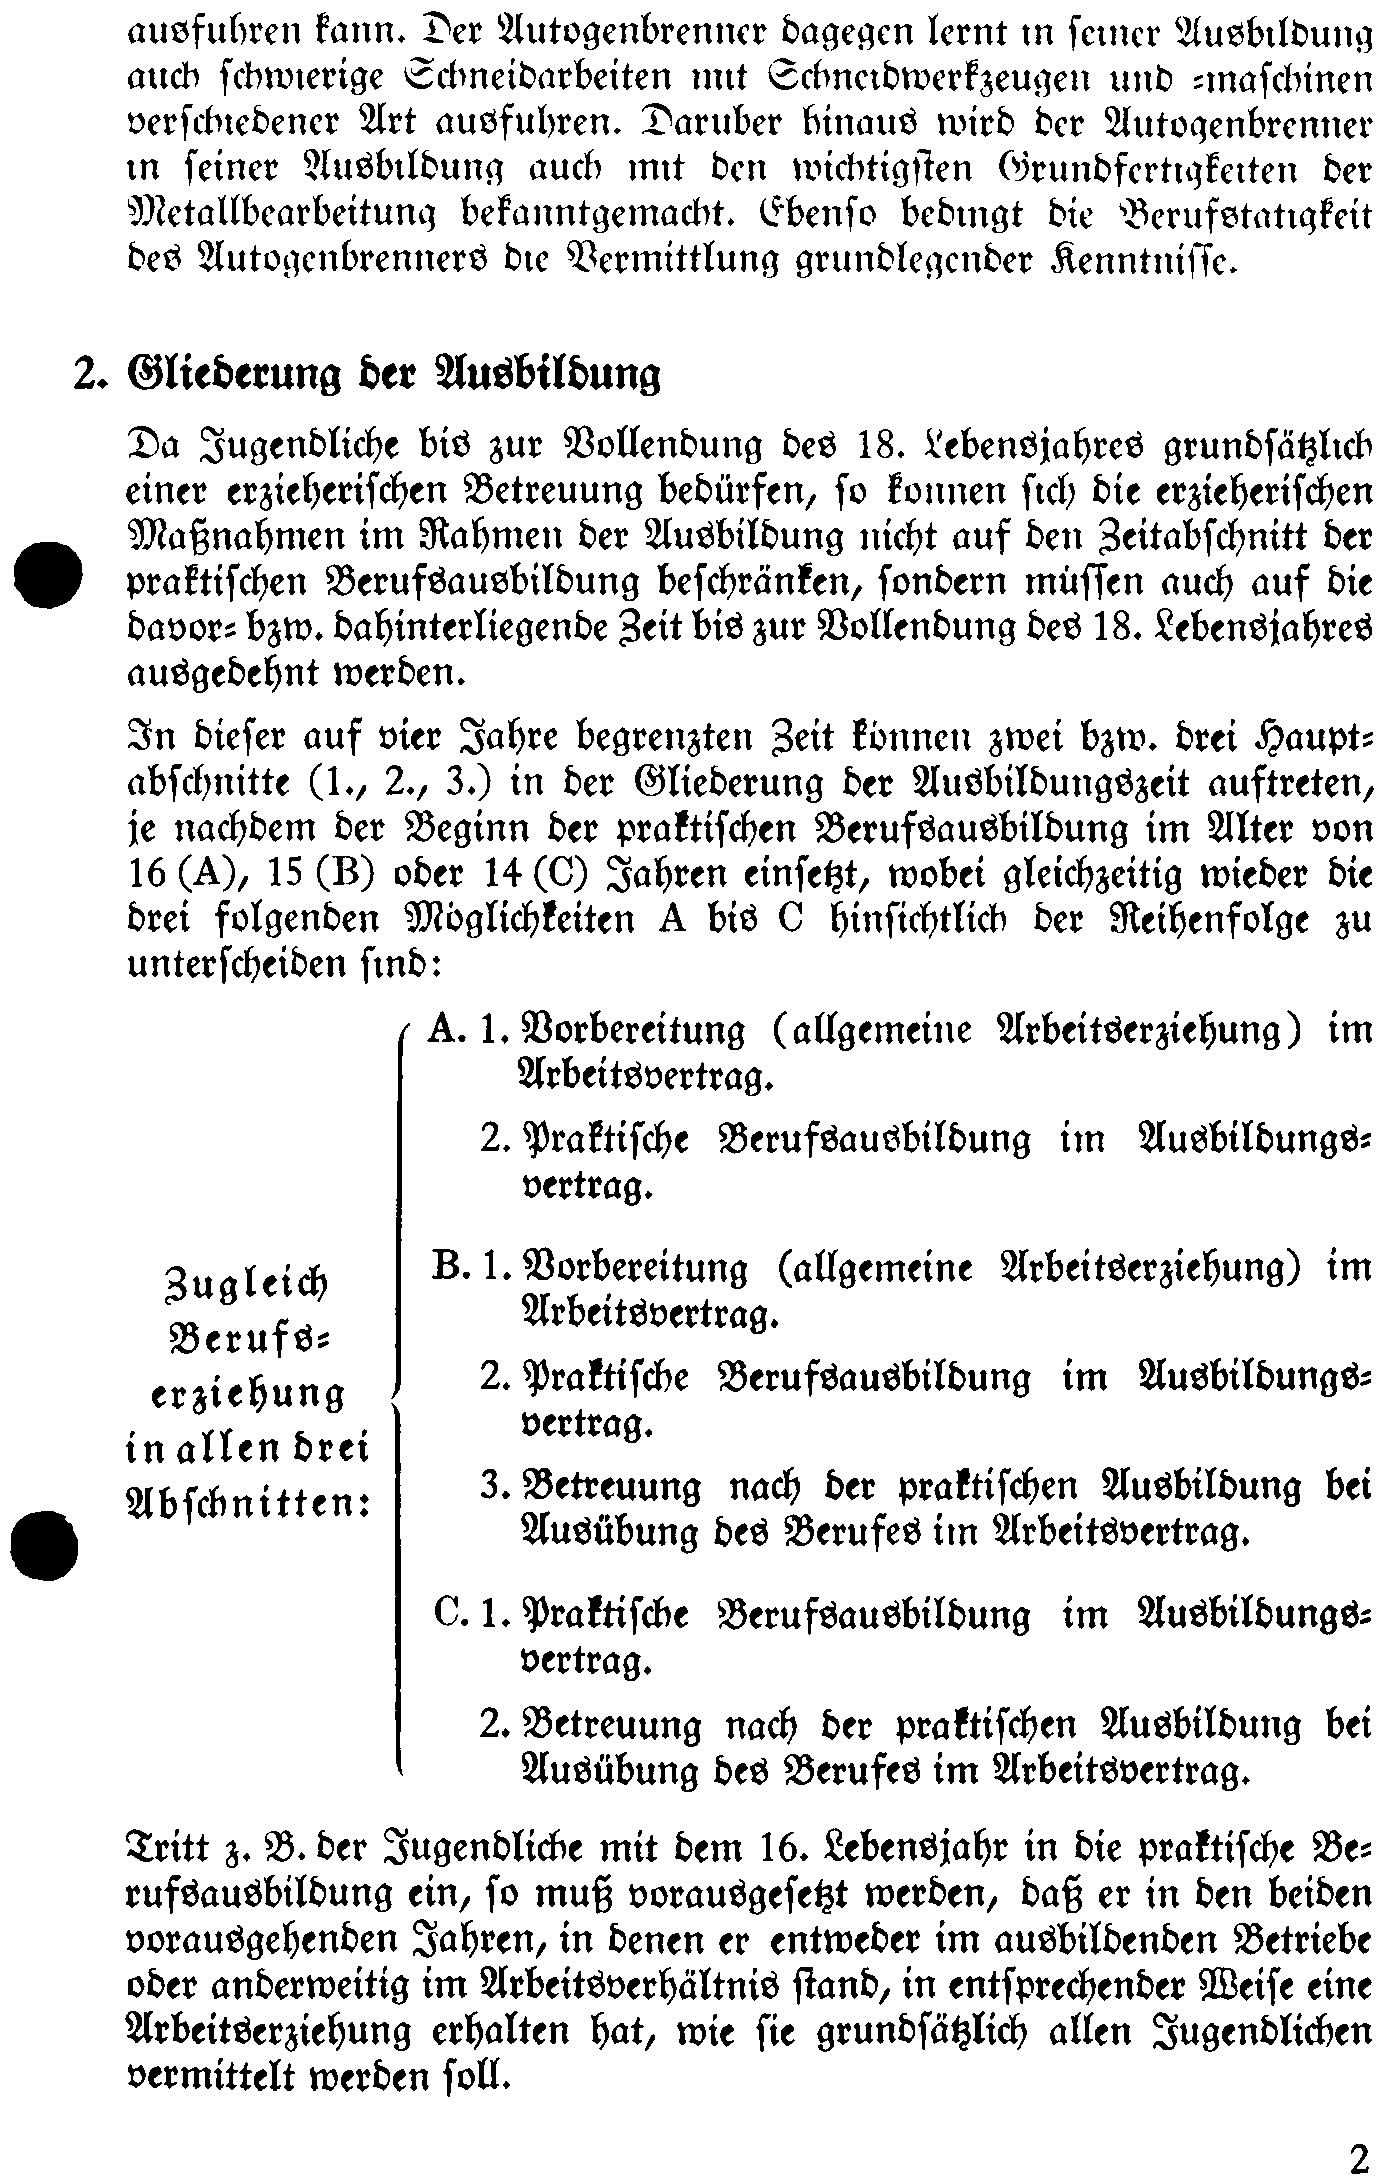 ausführen kann. Der Autogenbrenner dagegen lernt in seiner Ausbildung
auch schwierige Schneidarbeiten mit Schneidwerkzeugen und =maschinen
verschiedener Art ausführen. Darüber hinaus wird der Autogenbrenner
in seiner Ausbildung auch mit den wichtigsten Grundfertigkeiten der
Metallbearbeitung bekanntgemacht. Ebenso bedingt die Berufstätigkeit
des Autogenbrenners die Vermittlung grundlegender Kenntnisse.
2. Gliederung der Ausbildung
Da Jugendliche bis zur Vollendung des 18. Lebensjahres grundsätzlich
einer erzieherischen Betreuung bedürfen, so können sich die erzieherischen
Maßnahmen im Rahmen der Ausbildung nicht auf den Zeitabschnitt der
praktischen Berufsausbildung beschränken, sondern müssen auch auf die
davor= bzw. dahinterliegende Zeit bis zur Vollendung des 18. Lebensjahres
ausgedehnt werden.
In dieser auf vier Jahre begrenzten Zeit können zwei bzw. drei Haupt=
abschnitte (1., 2., 3.) in der Gliederung der Ausbildungszeit auftreten,
je nachdem der Beginn der praktischen Berufsausbildung im Alter von
16 (A), 15 (B) oder 14 (C) Jahren einsetzt, wobei gleichzeitig wieder die
drei folgenden Möglichkeiten A bis C hinsichtlich der Reihenfolge zu
unterscheiden sind:
Zugleich
Berufs=
erziehung
in allen drei
Abschnitten:
A. 1. Vorbereitung (allgemeine Arbeitserziehung) im
Arbeitsvertrag.
2. Praktische Berufsausbildung im Ausbildungs=
vertrag.
B. 1. Vorbereitung (allgemeine Arbeitserziehung) im
Arbeitsvertrag.
2. Praktische Berufsausbildung im Ausbildungs=
vertrag.
3. Betreuung nach der praktischen Ausbildung bei
Ausübung des Berufes im Arbeitsvertrag.
C. 1. Praktische Berufsausbildung im Ausbildungs=
vertrag.
2. Betreuung nach der praktischen Ausbildung bei
Ausübung des Berufes im Arbeitsvertrag.
Tritt z. B. der Jugendliche mit dem 16. Lebensjahr in die praktische Be=
rufsausbildung ein, so muß vorausgesetzt werden, daß er in den beiden
vorausgehenden Jahren, in denen er entweder im ausbildenden Betriebe
oder anderweitig im Arbeitsverhältnis stand, in entsprechender Weise eine
Arbeitserziehung erhalten hat, wie sie grundsätzlich allen Jugendlichen
vermittelt werden soll.
2